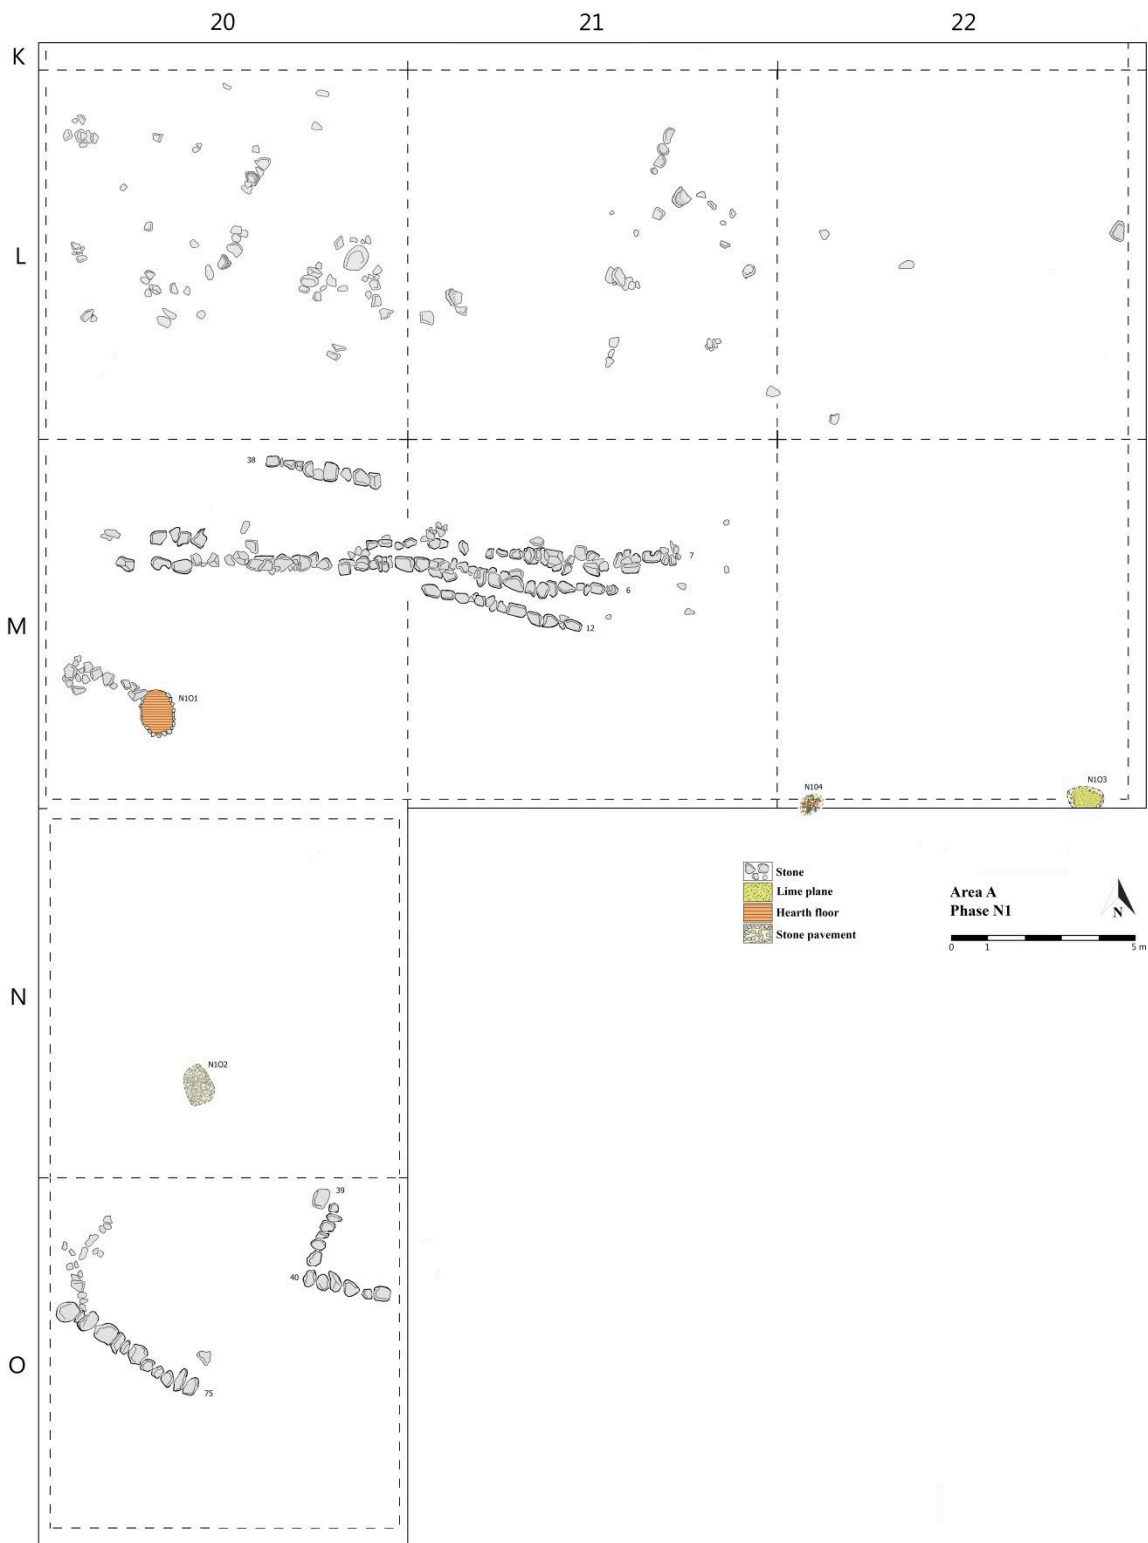 20 21 22
K
L
38
7
6
12
M
N1O1
N1O3
N104
Stone
Lime plane
Hearth floor
Stone pavement
Area A
Phase N1
N
0 1 5 m
N
N1O2
39
40
O
75